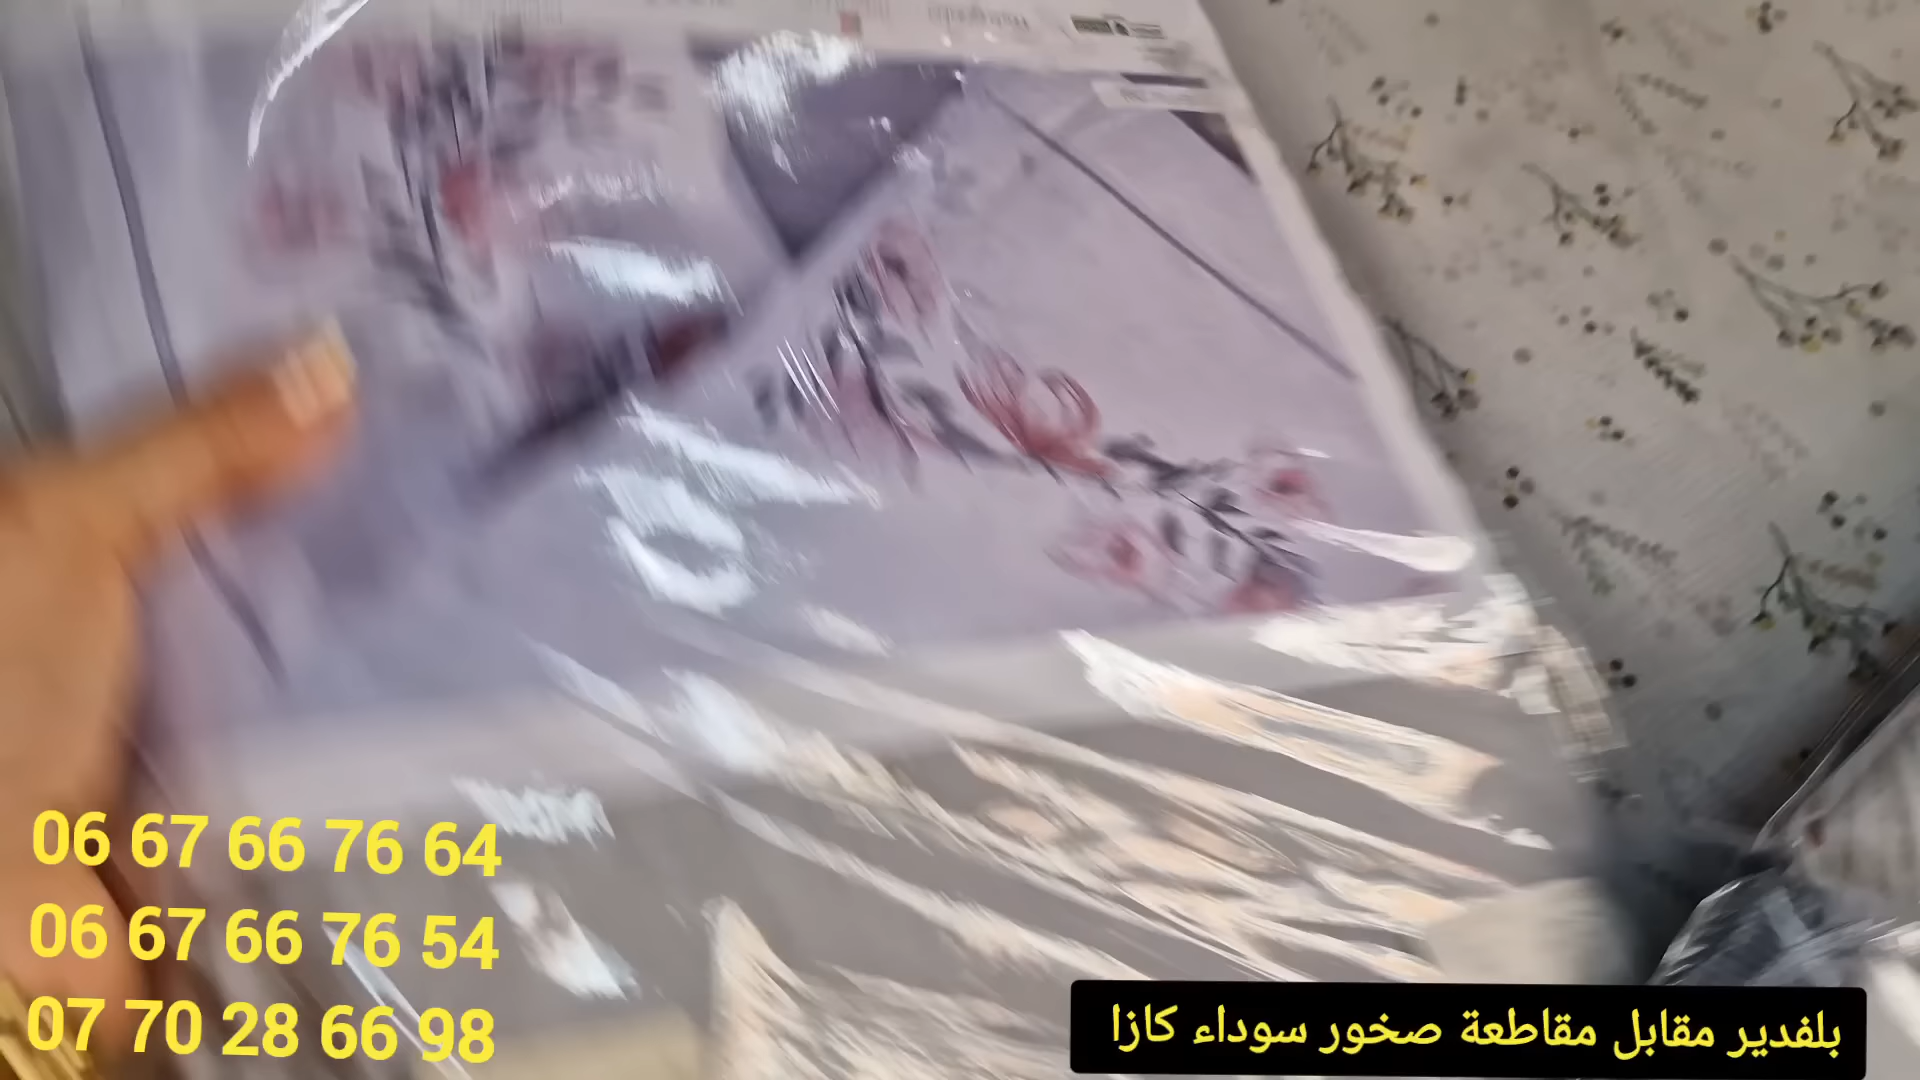 06 67 66 76 64
06 67 66 76 54
07 70 28 66 98
بلفدير مقابل مقاطعة صخور سوداء كازا